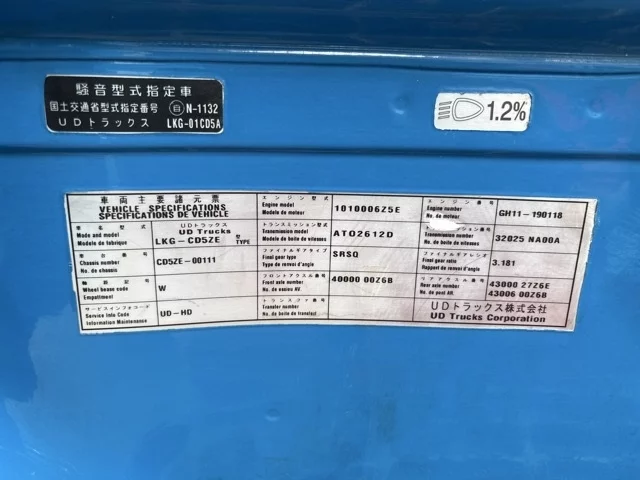 騒音型式指定車
国土交通省型式指定番号 自 N-1132
UDトラックス LKG-01CD5A
1.2%
車両主要諸元票
VEHICLE SPECIFICATIONS
SPECIFICATIONS DE VEHICLE
エンジン型式
Engine model
Modele de moteur
1010006Z5E
エンジン番号
Engine number
No. de moteur
GH11-190118
車名型式
Make and model
Modele de fabrique
UDトラックス
UD Trucks
LKG-CD5ZE 型 TYPE
トランスミッション型式
Transmission model
Modele de boite de vitesses
ATO2612D
トランスミッション番号
Transmission number
No. de boite de vitesses
32025 NA00A
車台番号
Chassis number
No. de chassis
CD5ZE-00111
ファイナルギアタイプ
Final gear type
Type de renvoi d'angle
SRSQ
ファイナルギアレシオ
Final gear ratio
Rapport de renvoi d'angle
3.181
軸距記号
Wheel base code
Empattement
W
フロントアクスル番号
Front axle number
No. de essieu AV.
40000 00Z6B
リアアクスル番号
Rear axle number
No. de pont AR.
43000 27Z6E
43006 00Z6B
サービスインフォコード
Service Info Code
Information Maintenance
UD-HD
トランスファ番号
Transfer number
No. de boite de transfert
UDトラックス株式会社
UD Trucks Corporation